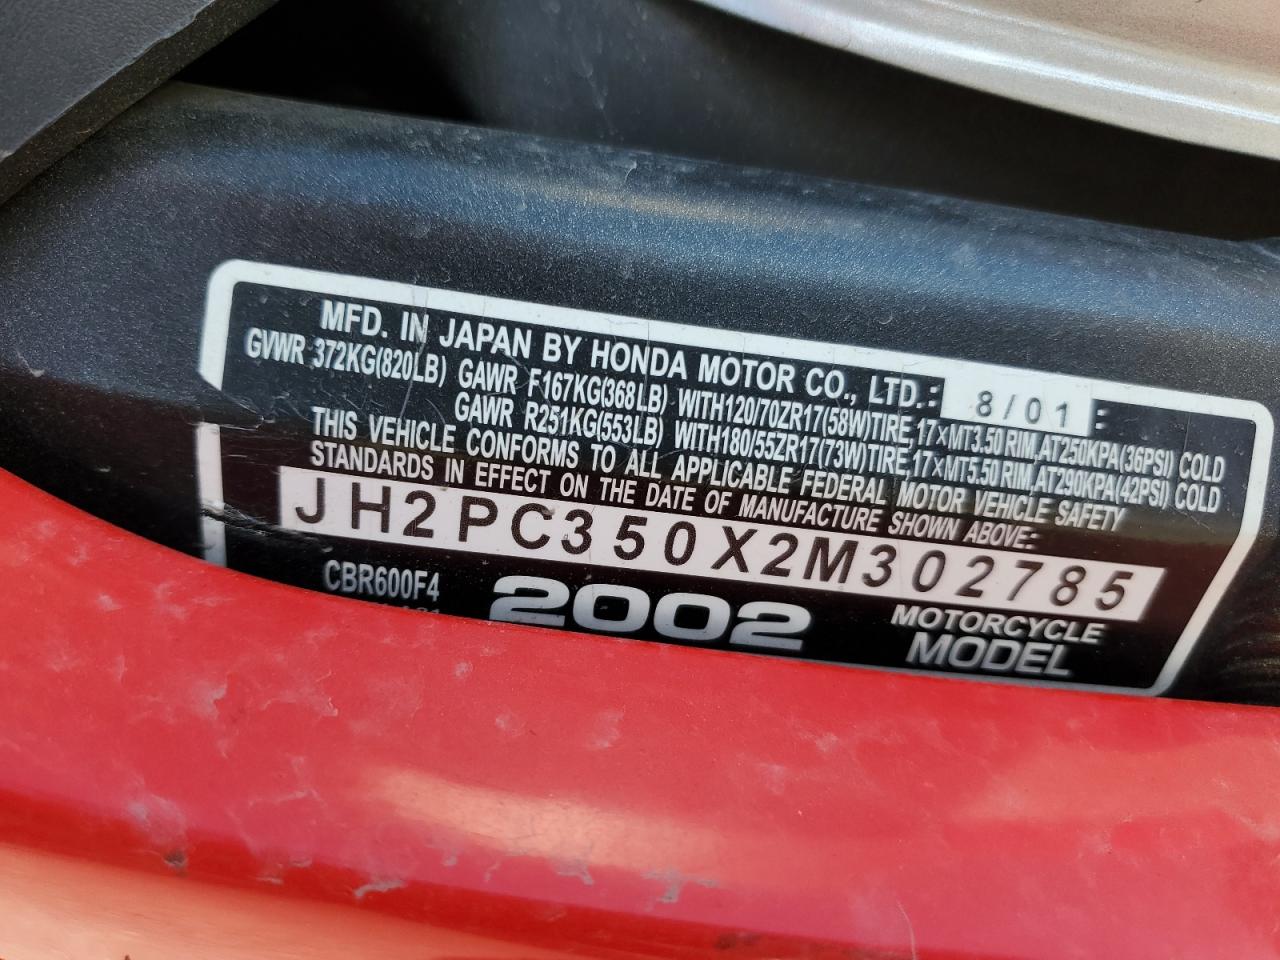 MFD. IN JAPAN BY HONDA MOTOR CO., LTD.: 8/01 :
GVWR 372KG(820LB) GAWR F167KG(368LB) WITH120/70ZR17(58W)TIRE,17×MT3.50 RIM,AT250KPA(36PSI) COLD
GAWR R251KG(553LB) WITH180/55ZR17(73W)TIRE,17×MT5.50 RIM,AT290KPA(42PSI) COLD
THIS VEHICLE CONFORMS TO ALL APPLICABLE FEDERAL MOTOR VEHICLE SAFETY
STANDARDS IN EFFECT ON THE DATE OF MANUFACTURE SHOWN ABOVE:
JH2PC350X2M302785
CBR600F4 2002 MOTORCYCLE
MODEL